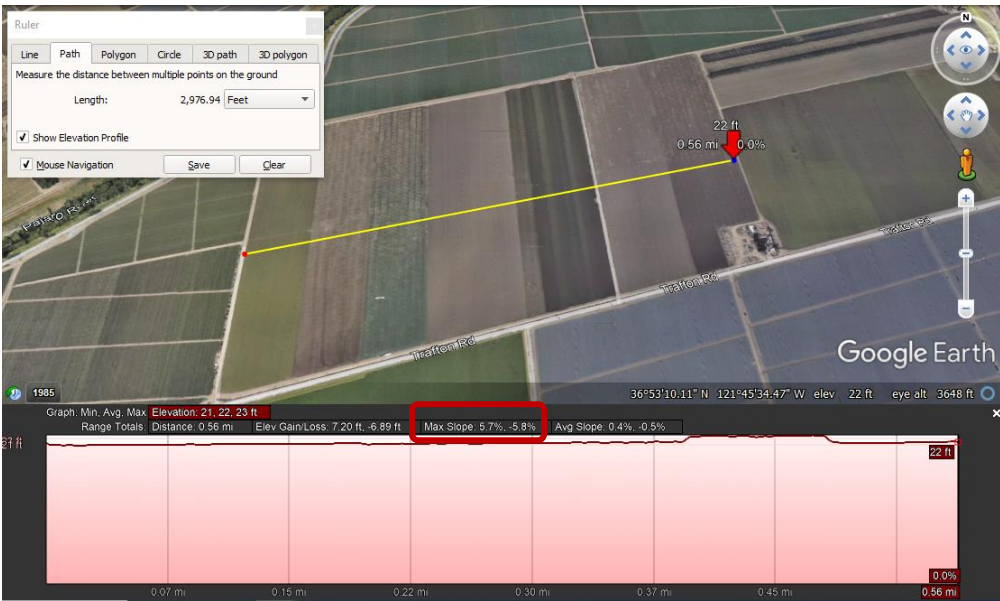 Ruler
Line Path Polygon Circle 3D path 3D polygon
Measure the distance between multiple points on the ground
Length: 2,976.94 Feet
Show Elevation Profile
Mouse Navigation Save Clear
N
22 ft
0.56 mi 0.0%
Pajaro River
Trafton Rd
Trafton Rd
Trafton Rd
Google Earth
1985
36°53'10.11" N 121°45'34.47" W elev 22 ft eye alt 3648 ft
Graph: Min, Avg, Max Elevation: 21, 22, 23 ft
Range Totals: Distance: 0.56 mi Elev Gain/Loss: 7.20 ft, -6.89 ft Max Slope: 5.7%, -5.8% Avg Slope: 0.4%, -0.5%
22 ft
0.0%
0.07 mi 0.15 mi 0.22 mi 0.30 mi 0.37 mi 0.45 mi 0.56 mi